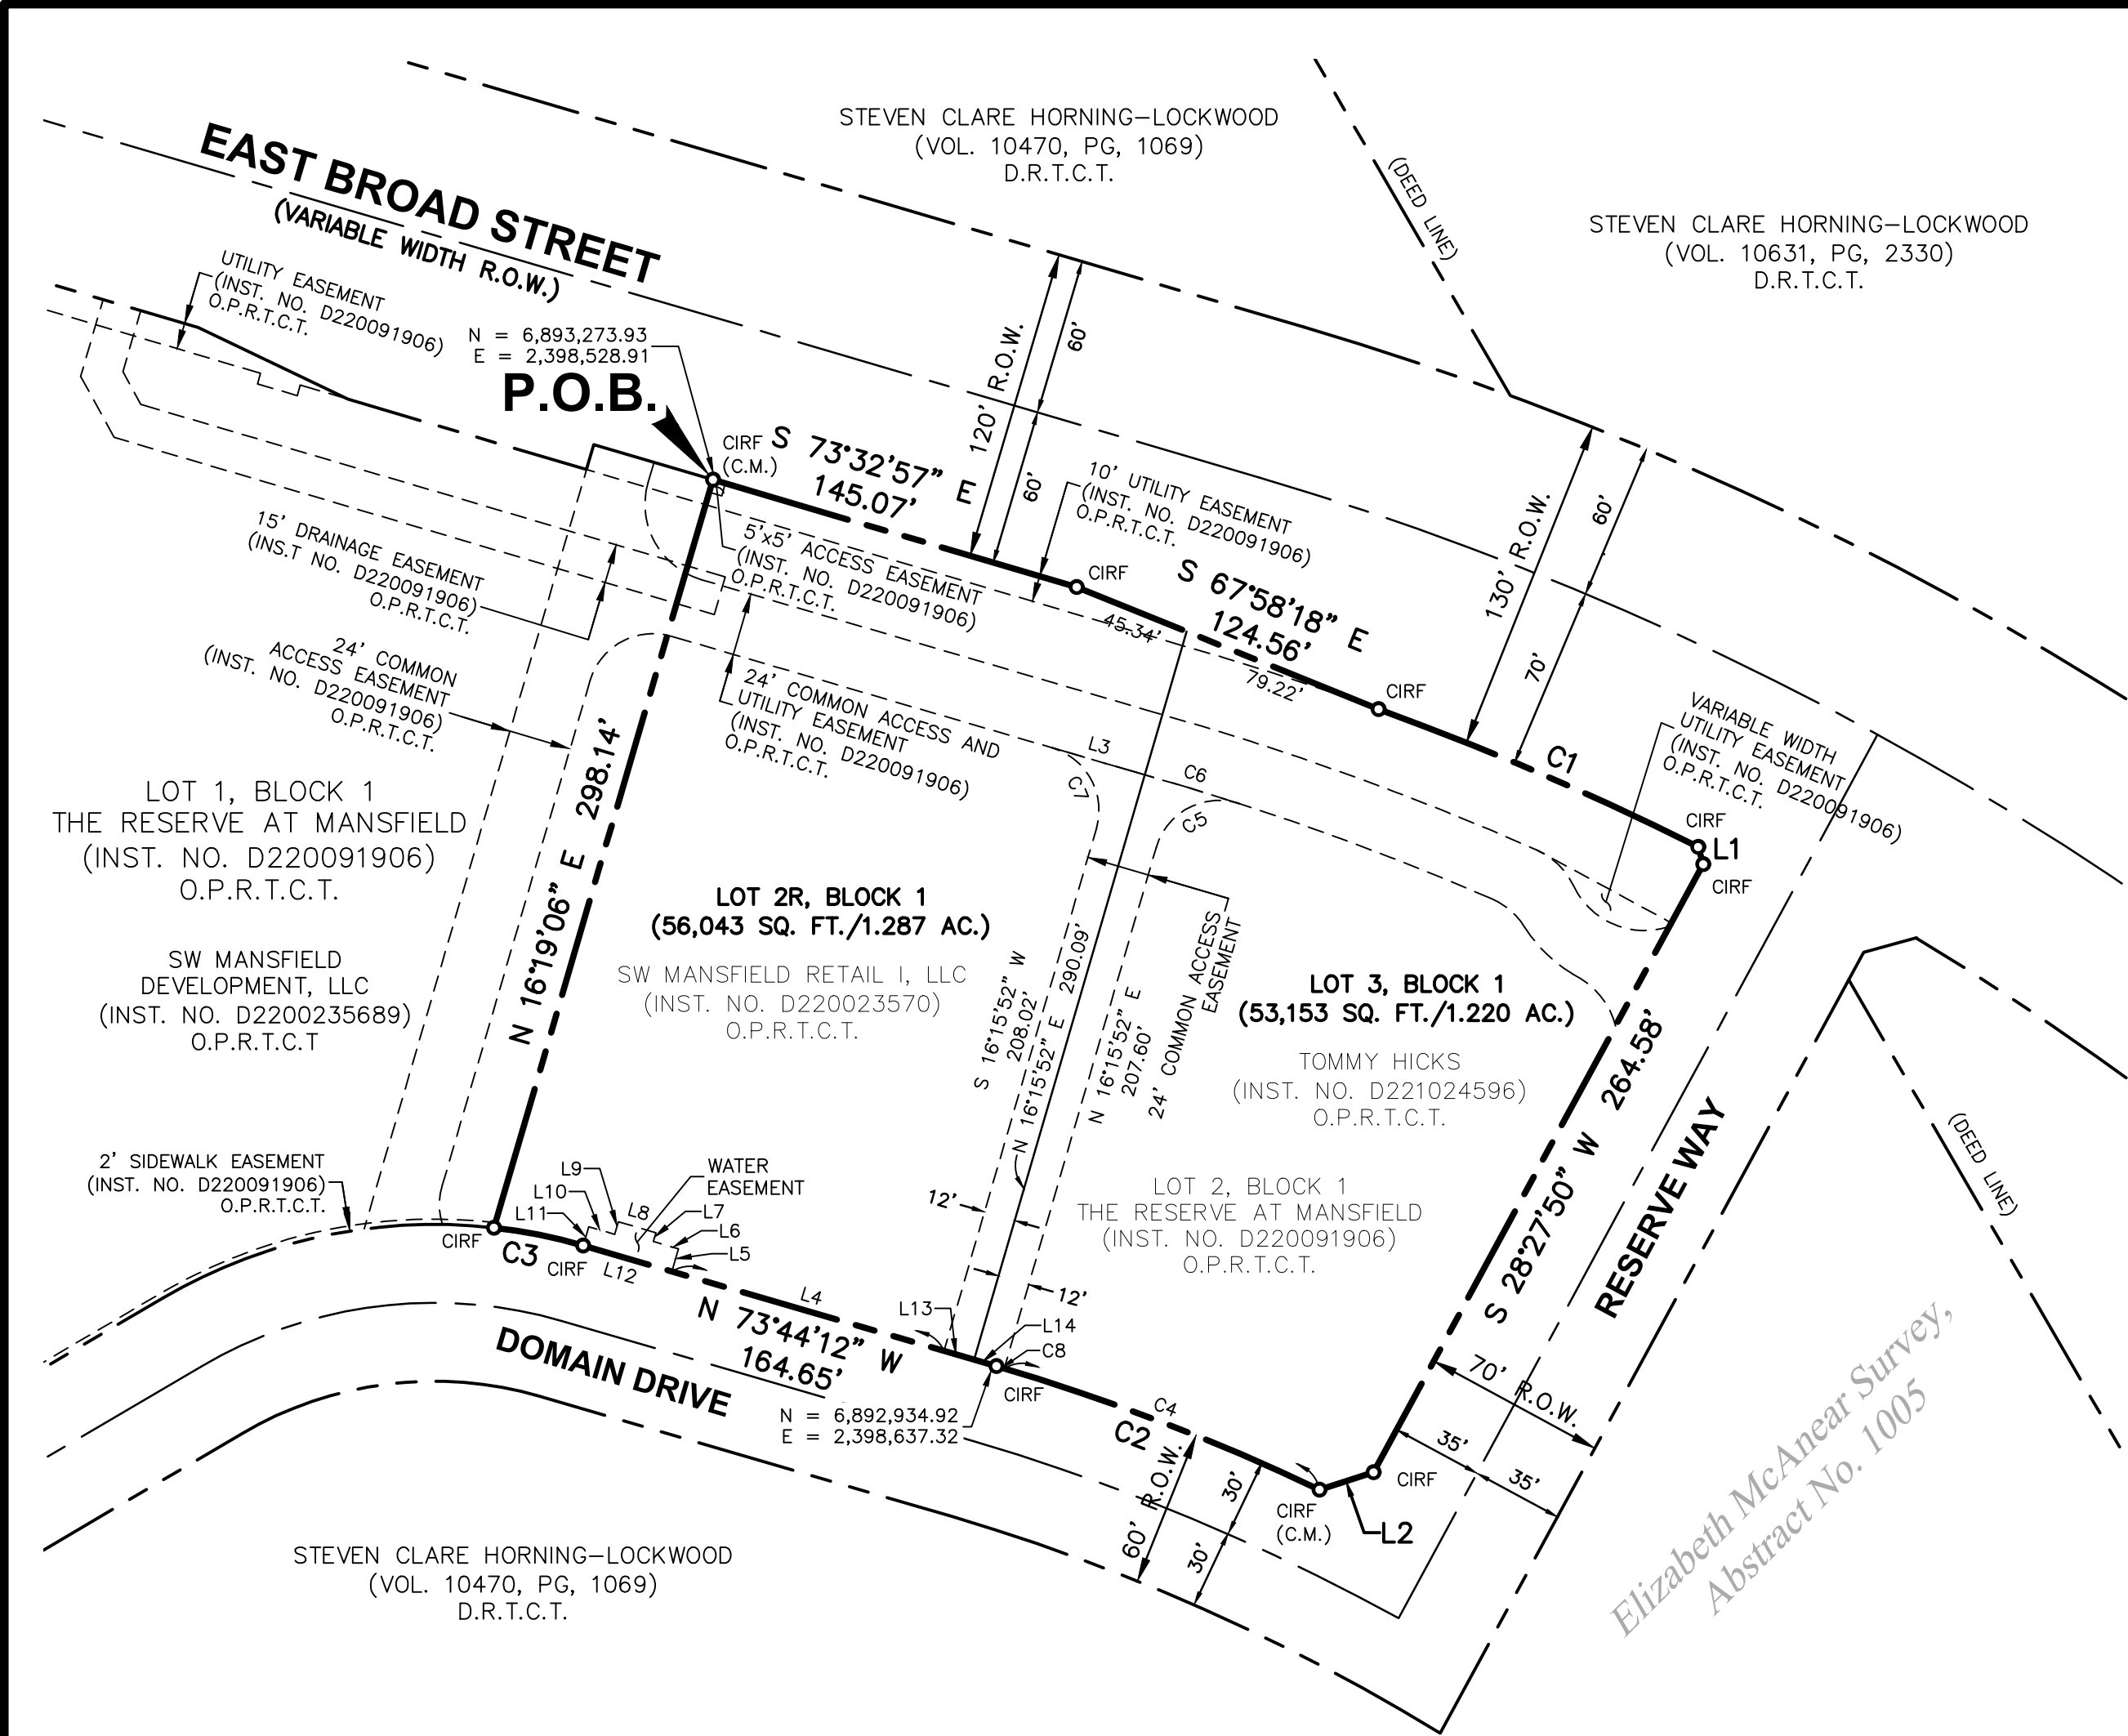 STEVEN CLARE HORNING-LOCKWOOD
(VOL. 10470, PG, 1069)
D.R.T.C.T.
(DEED LINE)
STEVEN CLARE HORNING-LOCKWOOD
(VOL. 10631, PG, 2330)
D.R.T.C.T.
EAST BROAD STREET
(VARIABLE WIDTH R.O.W.)
UTILITY EASEMENT
(INST. NO. D220091906)
O.P.R.T.C.T.
N = 6,893,273.93
E = 2,398,528.91
P.O.B.
CIRF
(C.M.)
S 73°32'57" E
145.07'
120' R.O.W.
60'
60'
10' UTILITY EASEMENT
(INST. NO. D220091906)
O.P.R.T.C.T.
CIRF
S 67°58'18" E
124.56'
45.34'
79.22'
CIRF
130' R.O.W.
60'
70'
C1
VARIABLE WIDTH
UTILITY EASEMENT
(INST. NO. D220091906)
O.P.R.T.C.T.
CIRF
L1
CIRF
15' DRAINAGE EASEMENT
(INS.T NO. D220091906)
O.P.R.T.C.T.
5'x5' ACCESS EASEMENT
(INST. NO. D220091906)
O.P.R.T.C.T.
24' COMMON
ACCESS EASEMENT
(INST. NO. D220091906)
O.P.R.T.C.T.
24' COMMON ACCESS AND
UTILITY EASEMENT
(INST. NO. D220091906)
O.P.R.T.C.T.
L3
C6
C7
C5
N 16°19'06" E 298.14'
LOT 1, BLOCK 1
THE RESERVE AT MANSFIELD
(INST. NO. D220091906)
O.P.R.T.C.T.
SW MANSFIELD
DEVELOPMENT, LLC
(INST. NO. D2200235689)
O.P.R.T.C.T
LOT 2R, BLOCK 1
(56,043 SQ. FT./1.287 AC.)
SW MANSFIELD RETAIL I, LLC
(INST. NO. D220023570)
O.P.R.T.C.T.
S 16°15'52" W
208.02'
N 16°15'52" E 290.09'
N 16°15'52" E
207.60'
24' COMMON ACCESS
EASEMENT
LOT 3, BLOCK 1
(53,153 SQ. FT./1.220 AC.)
TOMMY HICKS
(INST. NO. D221024596)
O.P.R.T.C.T.
LOT 2, BLOCK 1
THE RESERVE AT MANSFIELD
(INST. NO. D220091906)
O.P.R.T.C.T.
S 28°27'50" W 264.58'
RESERVE WAY
(DEED LINE)
2' SIDEWALK EASEMENT
(INST. NO. D220091906)
O.P.R.T.C.T.
CIRF
C3
CIRF
L12
L11
L10
L9
L8
L7
L6
L5
WATER
EASEMENT
L4
N 73°44'12" W
164.65'
12'
12'
L13
L14
C8
CIRF
N = 6,892,934.92
E = 2,398,637.32
DOMAIN DRIVE
C4
C2
60' R.O.W.
30'
30'
CIRF
(C.M.)
L2
CIRF
70' R.O.W.
35'
35'
Elizabeth McAnear Survey,
Abstract No. 1005
STEVEN CLARE HORNING-LOCKWOOD
(VOL. 10470, PG, 1069)
D.R.T.C.T.